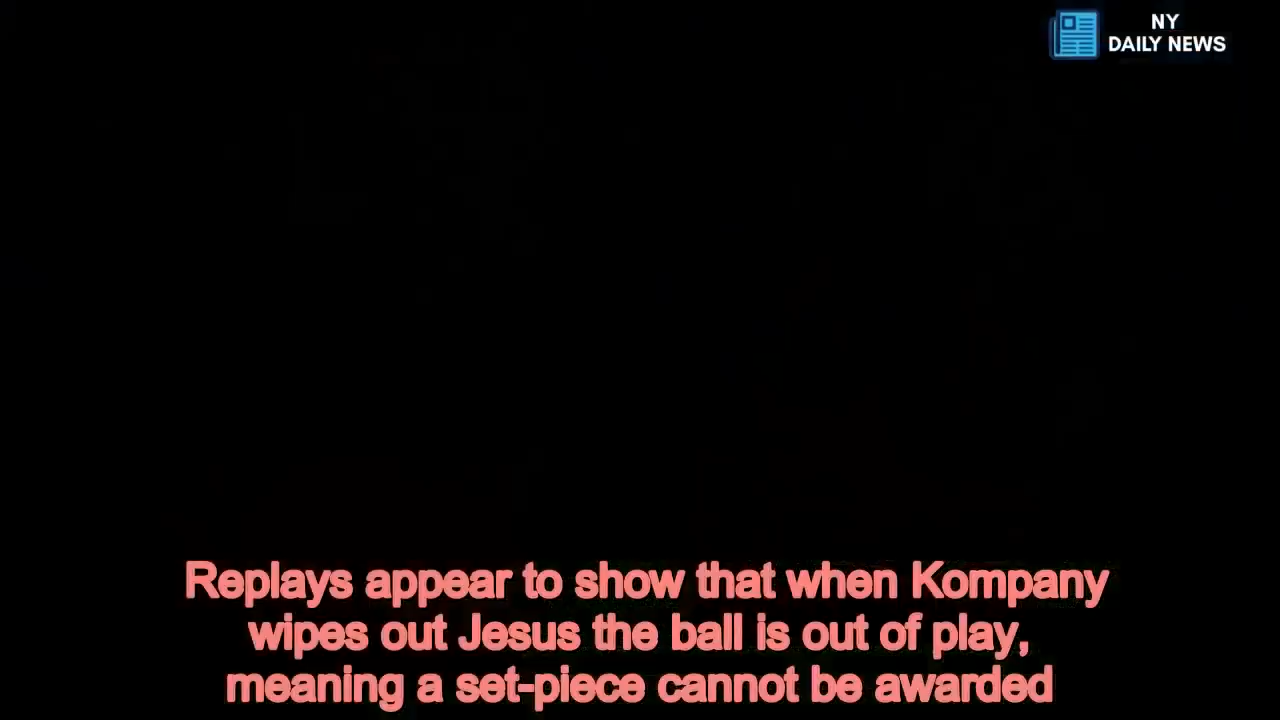 NY
DAILY NEWS
Replays appear to show that when Kompany
wipes out Jesus the ball is out of play,
meaning a set-piece cannot be awarded